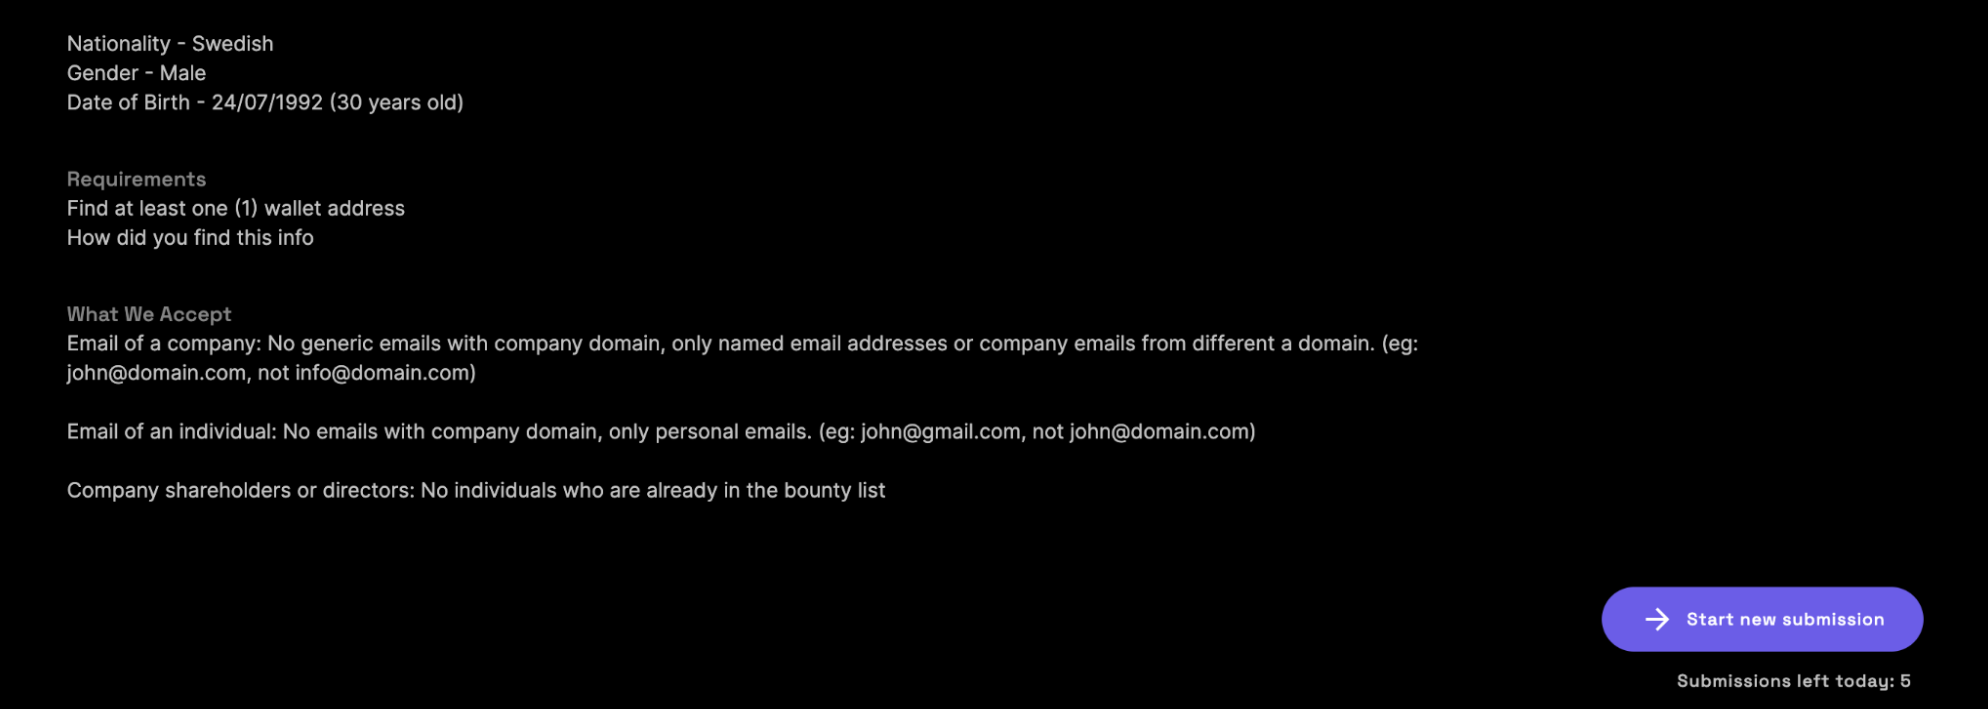 Nationality - Swedish
Gender - Male
Date of Birth - 24/07/1992 (30 years old)
Requirements
Find at least one (1) wallet address
How did you find this info
What We Accept
Email of a company: No generic emails with company domain, only named email addresses or company emails from different a domain. (eg:
john@domain.com, not info@domain.com)
Email of an individual: No emails with company domain, only personal emails. (eg: john@gmail.com, not john@domain.com)
Company shareholders or directors: No individuals who are already in the bounty list
Start new submission
Submissions left today: 5